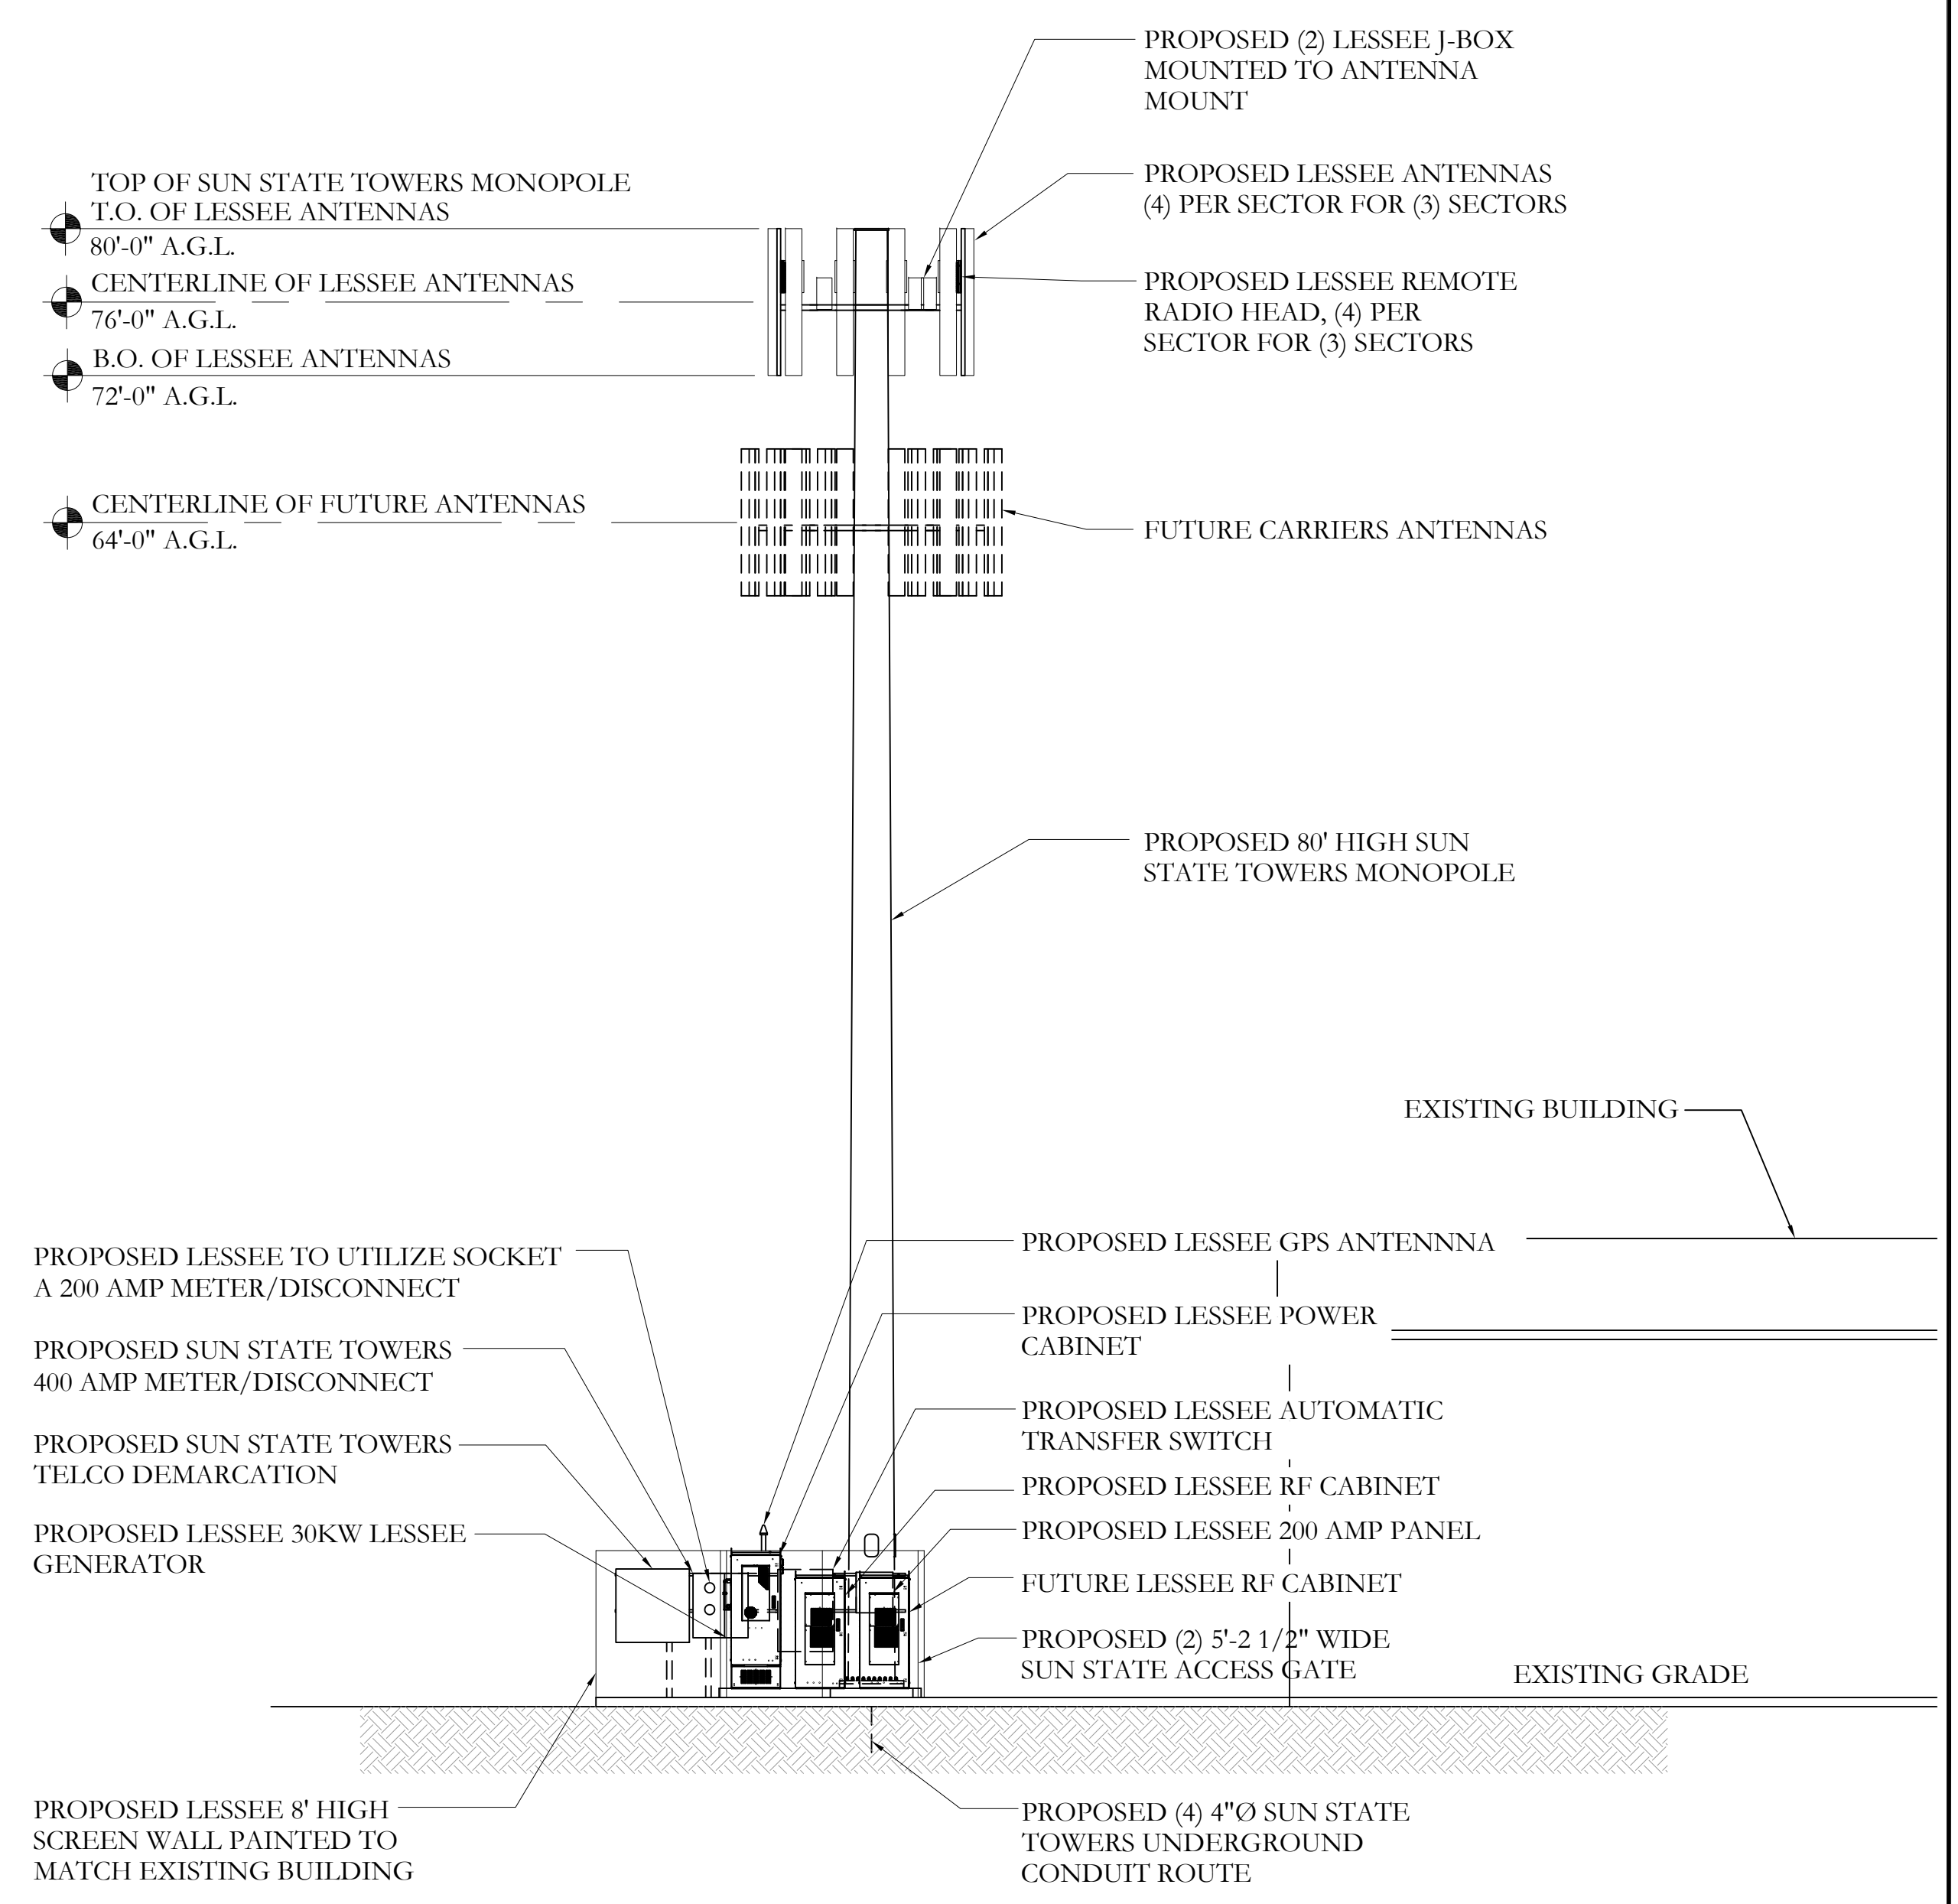 PROPOSED (2) LESSEE J-BOX
MOUNTED TO ANTENNA
MOUNT
TOP OF SUN STATE TOWERS MONOPOLE
T.O. OF LESSEE ANTENNAS
80'-0" A.G.L.
CENTERLINE OF LESSEE ANTENNAS
76'-0" A.G.L.
B.O. OF LESSEE ANTENNAS
72'-0" A.G.L.
PROPOSED LESSEE ANTENNAS
(4) PER SECTOR FOR (3) SECTORS
PROPOSED LESSEE REMOTE
RADIO HEAD, (4) PER
SECTOR FOR (3) SECTORS
CENTERLINE OF FUTURE ANTENNAS
64'-0" A.G.L.
FUTURE CARRIERS ANTENNAS
PROPOSED 80' HIGH SUN
STATE TOWERS MONOPOLE
EXISTING BUILDING
PROPOSED LESSEE TO UTILIZE SOCKET
A 200 AMP METER/DISCONNECT
PROPOSED SUN STATE TOWERS
400 AMP METER/DISCONNECT
PROPOSED SUN STATE TOWERS
TELCO DEMARCATION
PROPOSED LESSEE 30KW LESSEE
GENERATOR
PROPOSED LESSEE GPS ANTENNNA
PROPOSED LESSEE POWER
CABINET
PROPOSED LESSEE AUTOMATIC
TRANSFER SWITCH
PROPOSED LESSEE RF CABINET
PROPOSED LESSEE 200 AMP PANEL
FUTURE LESSEE RF CABINET
PROPOSED (2) 5'-2 1/2" WIDE
SUN STATE ACCESS GATE
EXISTING GRADE
PROPOSED LESSEE 8' HIGH
SCREEN WALL PAINTED TO
MATCH EXISTING BUILDING
PROPOSED (4) 4"Ø SUN STATE
TOWERS UNDERGROUND
CONDUIT ROUTE